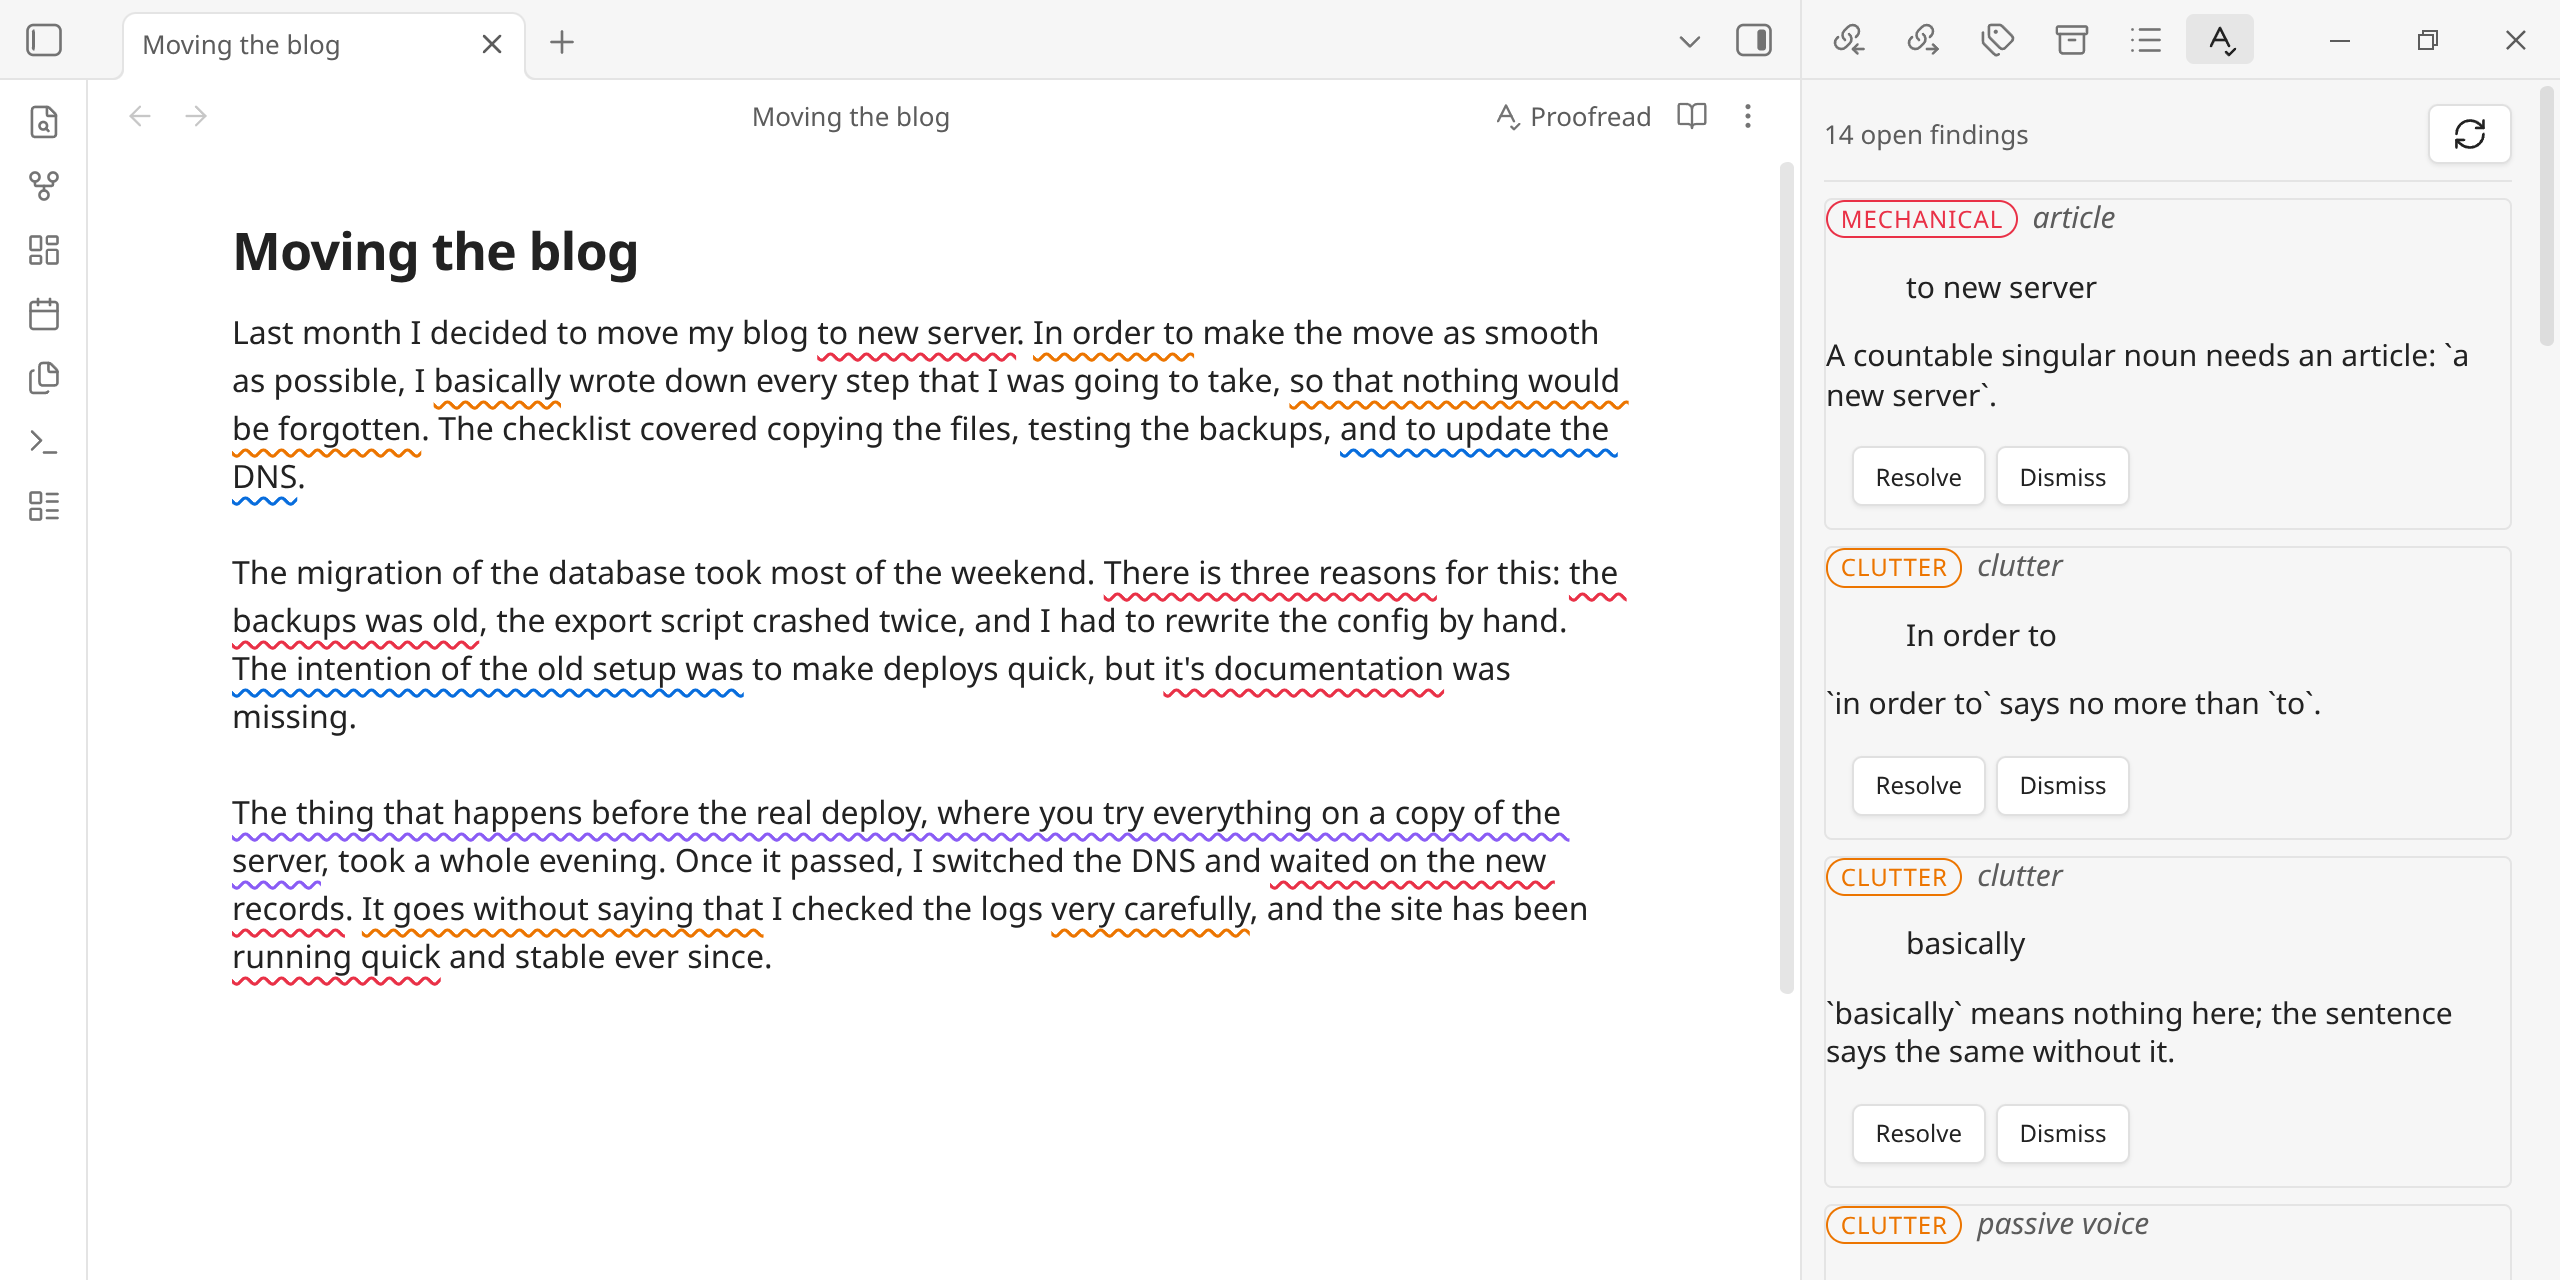 Moving the blog
Moving the blog
Proofread
Moving the blog
Last month I decided to move my blog to new server. In order to make the move as smooth
as possible, I basically wrote down every step that I was going to take, so that nothing would
be forgotten. The checklist covered copying the files, testing the backups, and to update the
DNS.
The migration of the database took most of the weekend. There is three reasons for this: the
backups was old, the export script crashed twice, and I had to rewrite the config by hand.
The intention of the old setup was to make deploys quick, but it's documentation was
missing.
The thing that happens before the real deploy, where you try everything on a copy of the
server, took a whole evening. Once it passed, I switched the DNS and waited on the new
records. It goes without saying that I checked the logs very carefully, and the site has been
running quick and stable ever since.
14 open findings
MECHANICAL article
to new server
A countable singular noun needs an article: `a
new server`.
Resolve Dismiss
CLUTTER clutter
In order to
`in order to` says no more than `to`.
Resolve Dismiss
CLUTTER clutter
basically
`basically` means nothing here; the sentence
says the same without it.
Resolve Dismiss
CLUTTER passive voice